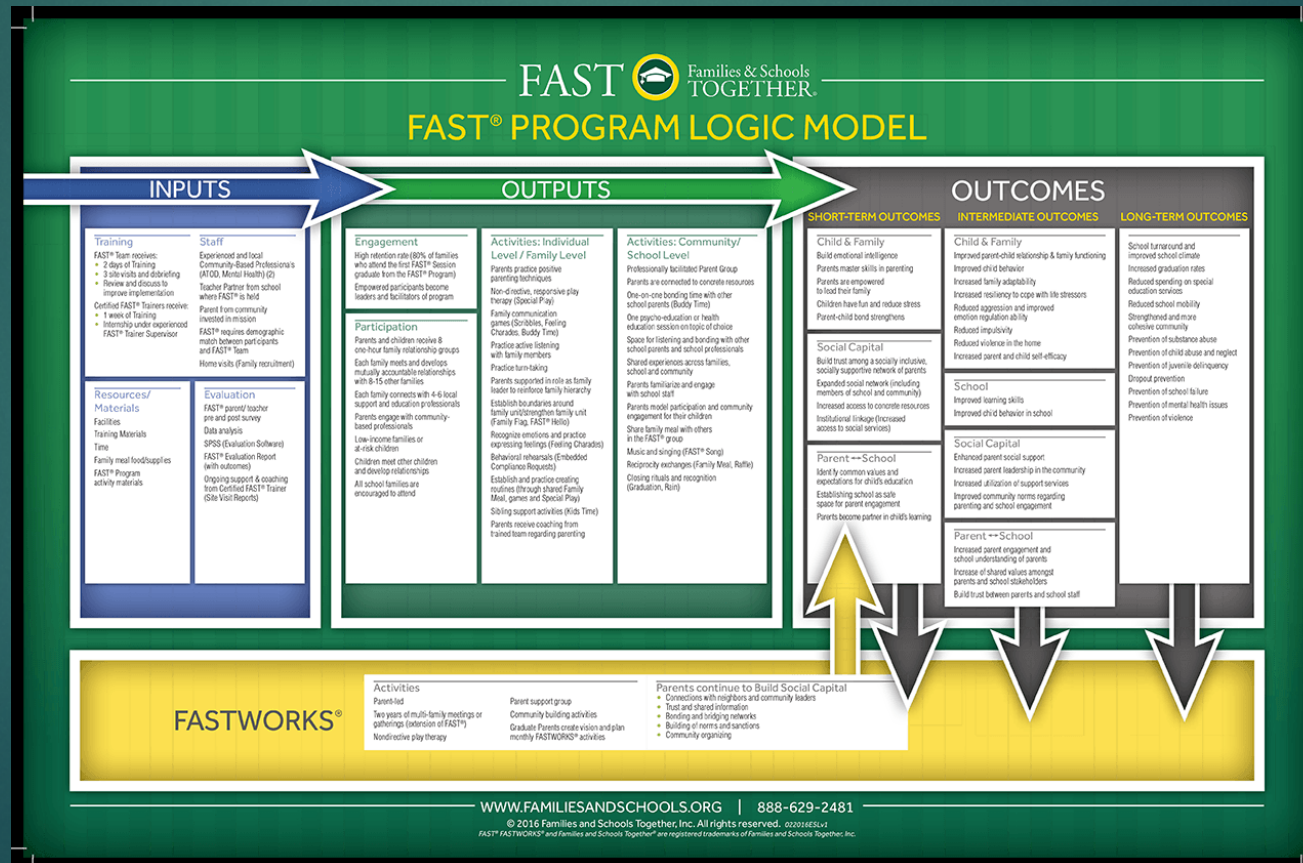 FAST Families & Schools
TOGETHER®
FAST® PROGRAM LOGIC MODEL
INPUTS
Training
FAST® Team receives:
• 2 days of Training
• 3 site visits and debriefing
• Review and discuss to
improve implementation
Certified FAST® Trainers receive:
• 1 week of Training
• Internship under experienced
FAST® Trainer Supervisor
Staff
Experienced and local
Community-Based Professionals
(ATOD, Mental Health) (2)
Teacher Partner from school
where FAST® is held
Parent from community
invested in mission
FAST® requires demographic
match between participants
and FAST® Team
Home visits (Family recruitment)
Resources/
Materials
Facilities
Training Materials
Time
Family meal food/supplies
FAST® Program
activity materials
Evaluation
FAST® parent/ teacher
pre and post survey
Data analysis
SPSS (Evaluation Software)
FAST® Evaluation Report
(with outcomes)
Ongoing support & coaching
from Certified FAST® Trainer
(Site Visit Reports)
OUTPUTS
Engagement
High retention rate (80% of families
who attend the first FAST® Session
graduate from the FAST® Program)
Empowered participants become
leaders and facilitators of program
Participation
Parents and children receive 8
one-hour family relationship groups
Each family meets and develops
mutually accountable relationships
with 8-15 other families
Each family connects with 4-6 local
support and education professionals
Parents engage with community-
based professionals
Low-income families or
at-risk children
Children meet other children
and develop relationships
All school families are
encouraged to attend
Activities: Individual
Level / Family Level
Parents practice positive
parenting techniques
Non-directive, responsive play
therapy (Special Play)
Family communication
games (Scribbles, Feeling
Charades, Buddy Time)
Practice active listening
with family members
Practice turn-taking
Parents supported in role as family
leader to reinforce family hierarchy
Establish boundaries around
family unit/strengthen family unit
(Family Flag, FAST® Hello)
Recognize emotions and practice
expressing feelings (Feeling Charades)
Behavioral rehearsals (Embedded
Compliance Requests)
Establish and practice creating
routines (through shared Family
Meal, games and Special Play)
Sibling support activities (Kids Time)
Parents receive coaching from
trained team regarding parenting
Activities: Community/
School Level
Professionally facilitated Parent Group
Parents are connected to concrete resources
One-on-one bonding time with other
school parents (Buddy Time)
One psycho-education or health
education session on topic of choice
Space for listening and bonding with other
school parents and school professionals
Shared experiences across families,
school and community
Parents familiarize and engage
with school staff
Parents model participation and community
engagement for their children
Share family meal with others
in the FAST® group
Music and singing (FAST® Song)
Reciprocity exchanges (Family Meal, Raffle)
Closing rituals and recognition
(Graduation, Rain)
OUTCOMES
SHORT-TERM OUTCOMES
Child & Family
Build emotional intelligence
Parents master skills in parenting
Parents are empowered
to lead their family
Children have fun and reduce stress
Parent-child bond strengthens
Social Capital
Build trust among a socially inclusive,
socially supportive network of parents
Expanded social network (including
members of school and community)
Increased access to concrete resources
Institutional linkage (Increased
access to social services)
Parent↔School
Identify common values and
expectations for child's education
Establishing school as safe
space for parent engagement
Parents become partner in child's learning
INTERMEDIATE OUTCOMES
Child & Family
Improved parent-child relationship & family functioning
Improved child behavior
Increased family adaptability
Increased resiliency to cope with life stressors
Reduced aggression and improved
emotion regulation ability
Reduced impulsivity
Reduced violence in the home
Increased parent and child self-efficacy
School
Improved learning skills
Improved child behavior in school
Social Capital
Enhanced parent social support
Increased parent leadership in the community
Increased utilization of support services
Improved community norms regarding
parenting and school engagement
Parent↔School
Increased parent engagement and
school understanding of parents
Increase of shared values amongst
parents and school stakeholders
Build trust between parents and school staff
LONG-TERM OUTCOMES
School turnaround and
improved school climate
Increased graduation rates
Reduced spending on special
education services
Reduced school mobility
Strengthened and more
cohesive community
Prevention of substance abuse
Prevention of child abuse and neglect
Prevention of juvenile delinquency
Dropout prevention
Prevention of school failure
Prevention of mental health issues
Prevention of violence
FASTWORKS®
Activities
Parent-led
Two years of multi-family meetings or
gatherings (extension of FAST®)
Nondirective play therapy
Parent support group
Community building activities
Graduate Parents create vision and plan
monthly FASTWORKS® activities
Parents continue to Build Social Capital
• Connections with neighbors and community leaders
• Trust and shared information
• Bonding and bridging networks
• Building of norms and sanctions
• Community organizing
WWW.FAMILIESANDSCHOOLS.ORG | 888-629-2481
© 2016 Families and Schools Together, Inc. All rights reserved. 022016ESLv1
FAST® FASTWORKS® and Families and Schools Together® are registered trademarks of Families and Schools Together, Inc.